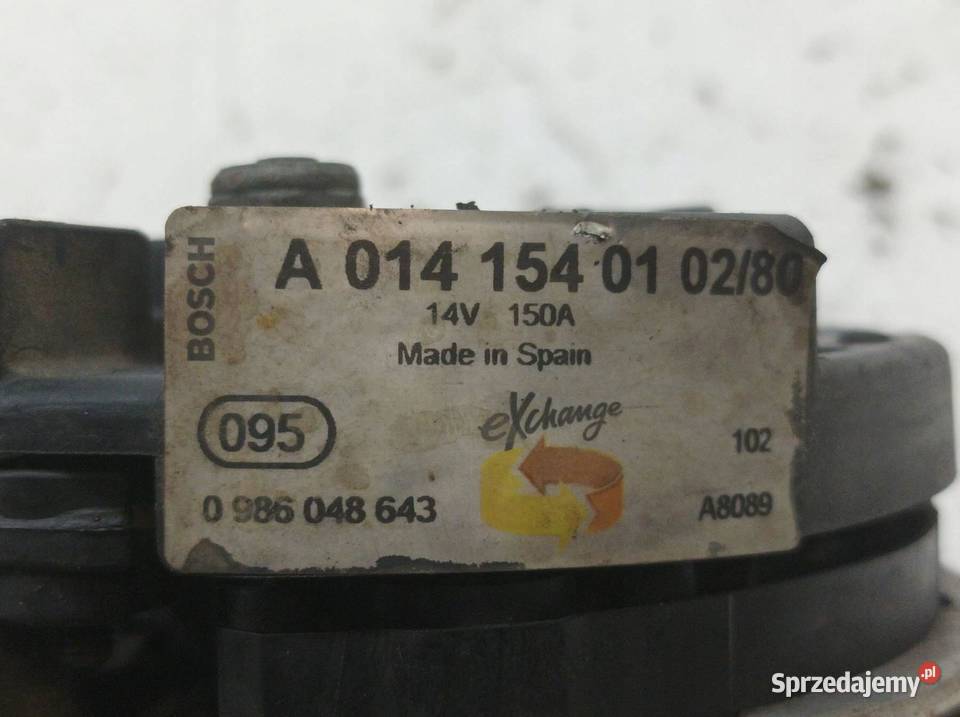 BOSCH
A 014 154 01 02/80
14V 150A
Made in Spain
095
eXchange
102
0 986 048 643
A8089
Sprzedajemy.pl